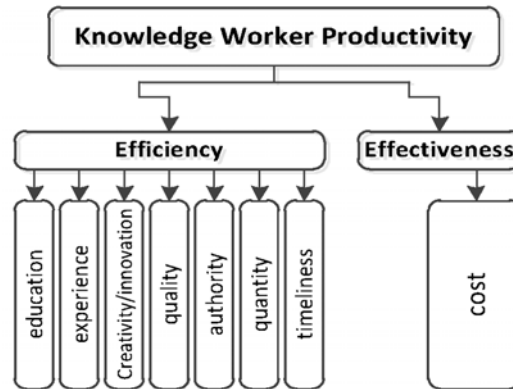 Knowledge Worker Productivity
Efficiency
Effectiveness
education
experience
Creativity/innovation
quality
authority
quantity
timeliness
cost